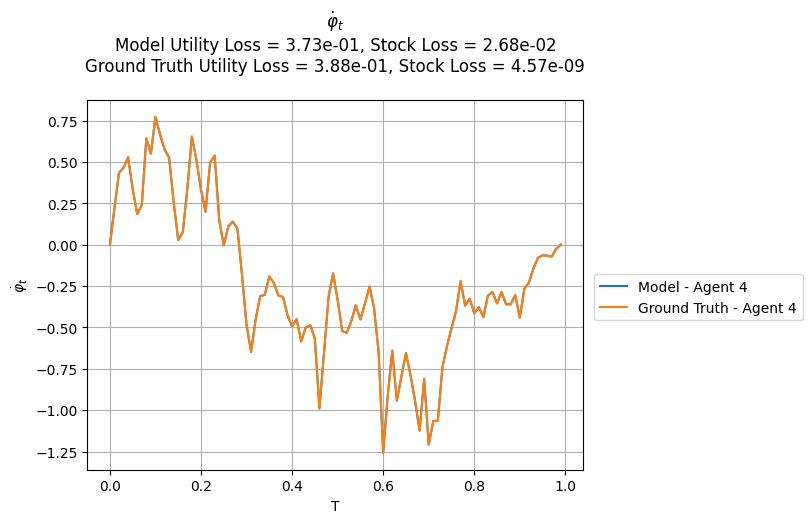 φ̇ₜ
Model Utility Loss = 3.73e-01, Stock Loss = 2.68e-02
Ground Truth Utility Loss = 3.88e-01, Stock Loss = 4.57e-09
0.75
0.50
0.25
0.00
−0.25
−0.50
−0.75
−1.00
−1.25
φ̇ₜ
0.0 0.2 0.4 0.6 0.8 1.0
T
Model - Agent 4
Ground Truth - Agent 4